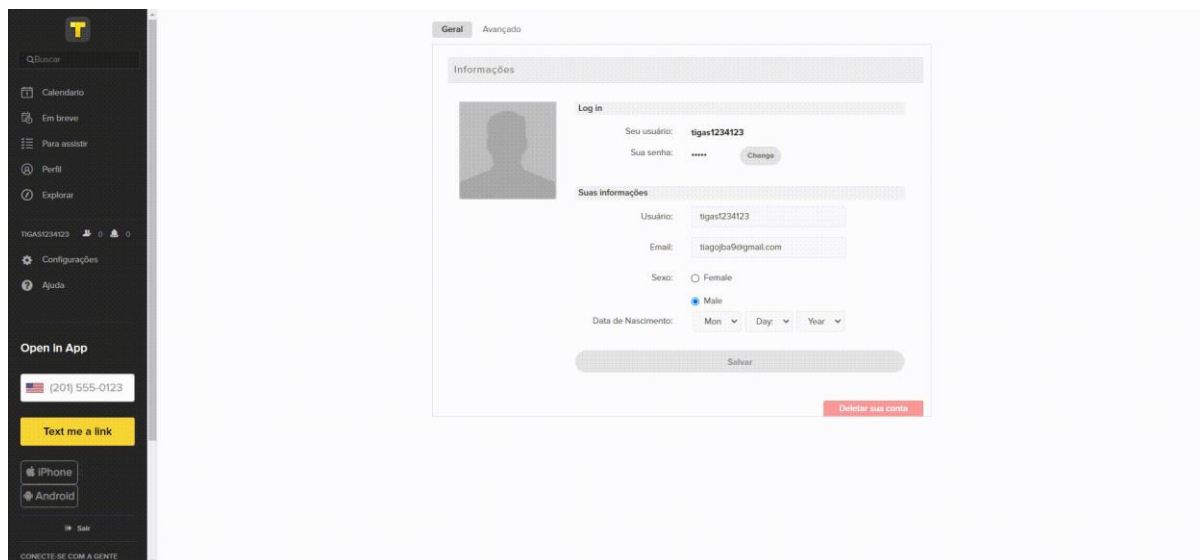 T
Buscar
Calendario
Em breve
Para assistir
Perfil
Explorar
TIGAS1234123 0 0
Configurações
Ajuda
Open in App
(201) 555-0123
Text me a link
iPhone
Android
Sair
CONECTE-SE COM A GENTE
Geral Avançado
Informações
Log in
Seu usuário: tigas1234123
Sua senha: ••••• Change
Suas informações
Usuário: tigas1234123
Email: tiagojba9@gmail.com
Sexo: Female
Male
Data de Nascimento: Mon Day: Year
Salvar
Deletar sua conta